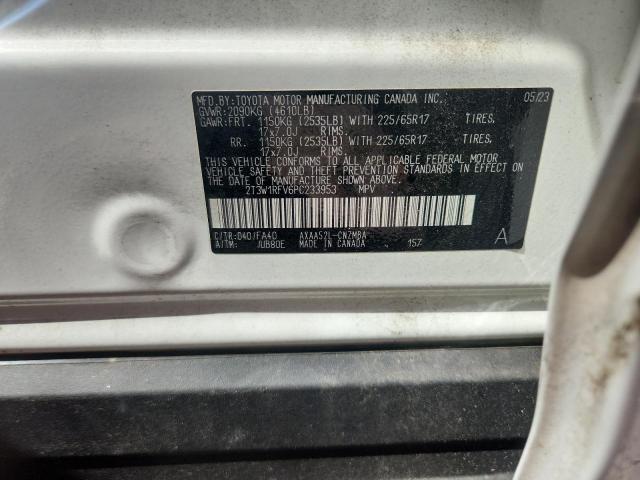 MFD.BY:TOYOTA MOTOR MANUFACTURING CANADA INC. 05/23
GVWR:2090KG (4610LB)
GAWR:FRT. 1150KG (2535LB) WITH 225/65R17 TIRES.
17x7.0J RIMS.
RR. 1150KG (2535LB) WITH 225/65R17 TIRES.
17x7.0J RIMS.
THIS VEHICLE CONFORMS TO ALL APPLICABLE FEDERAL MOTOR
VEHICLE SAFETY AND THEFT PREVENTION STANDARDS IN EFFECT
ON THE DATE OF MANUFACTURE SHOWN ABOVE.
2T3W1RFV6PC233953 MPV
C/TR:040/FA40 AXAA52L-CNZMBA
A/TM: /UB80E MADE IN CANADA 157 A